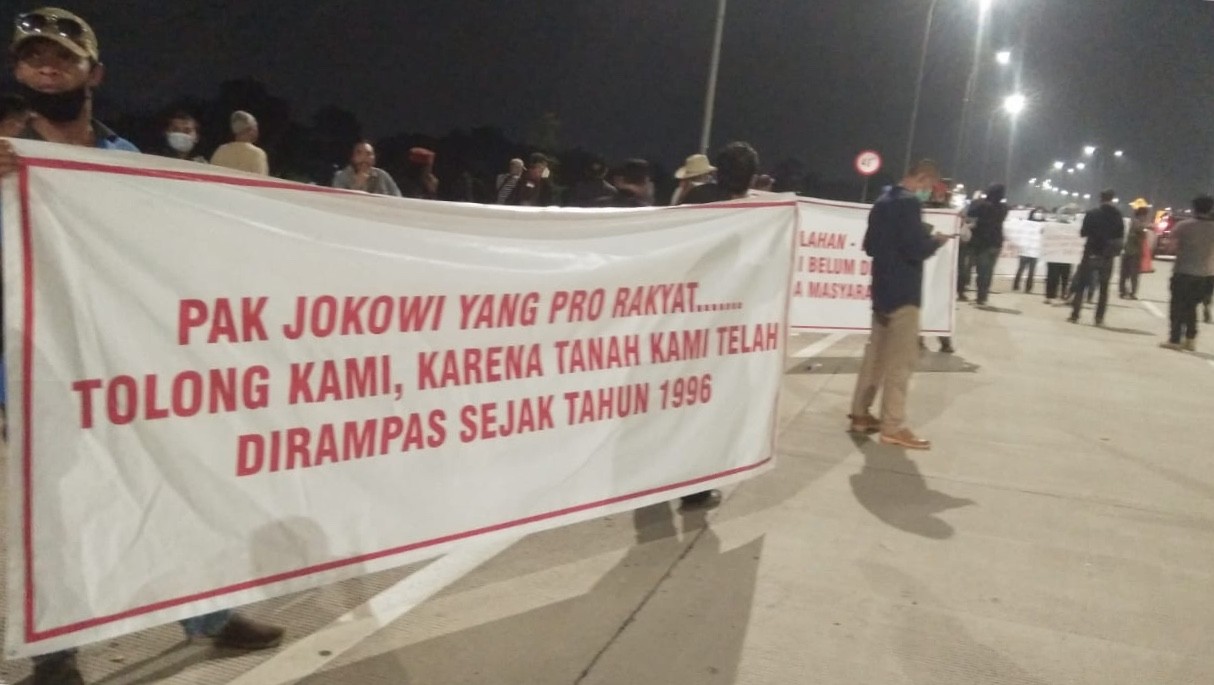 PAK JOKOWI YANG PRO RAKYAT.......
TOLONG KAMI, KARENA TANAH KAMI TELAH
DIRAMPAS SEJAK TAHUN 1996
LAHAN -
I BELUM
A MASYARA